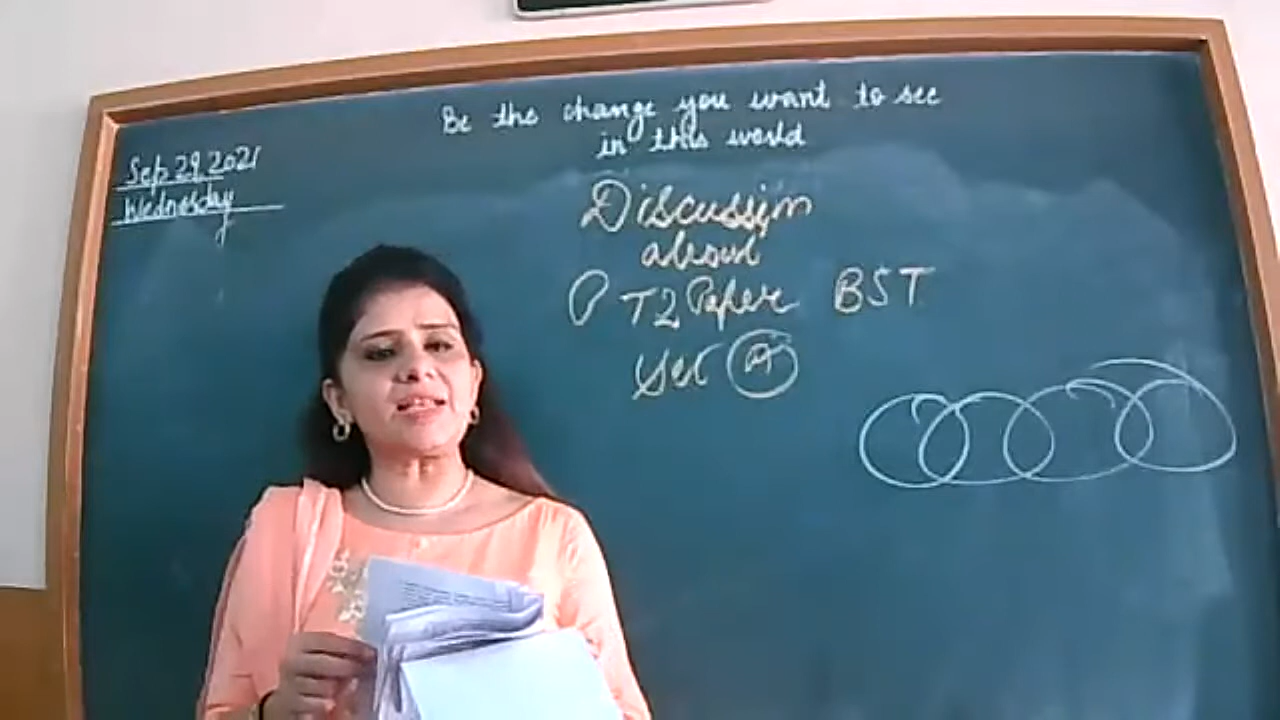 Be the change you want to see
in this world
Sep 29, 2021
Wednesday
Discussion
about
PT2 Paper BST
Set A